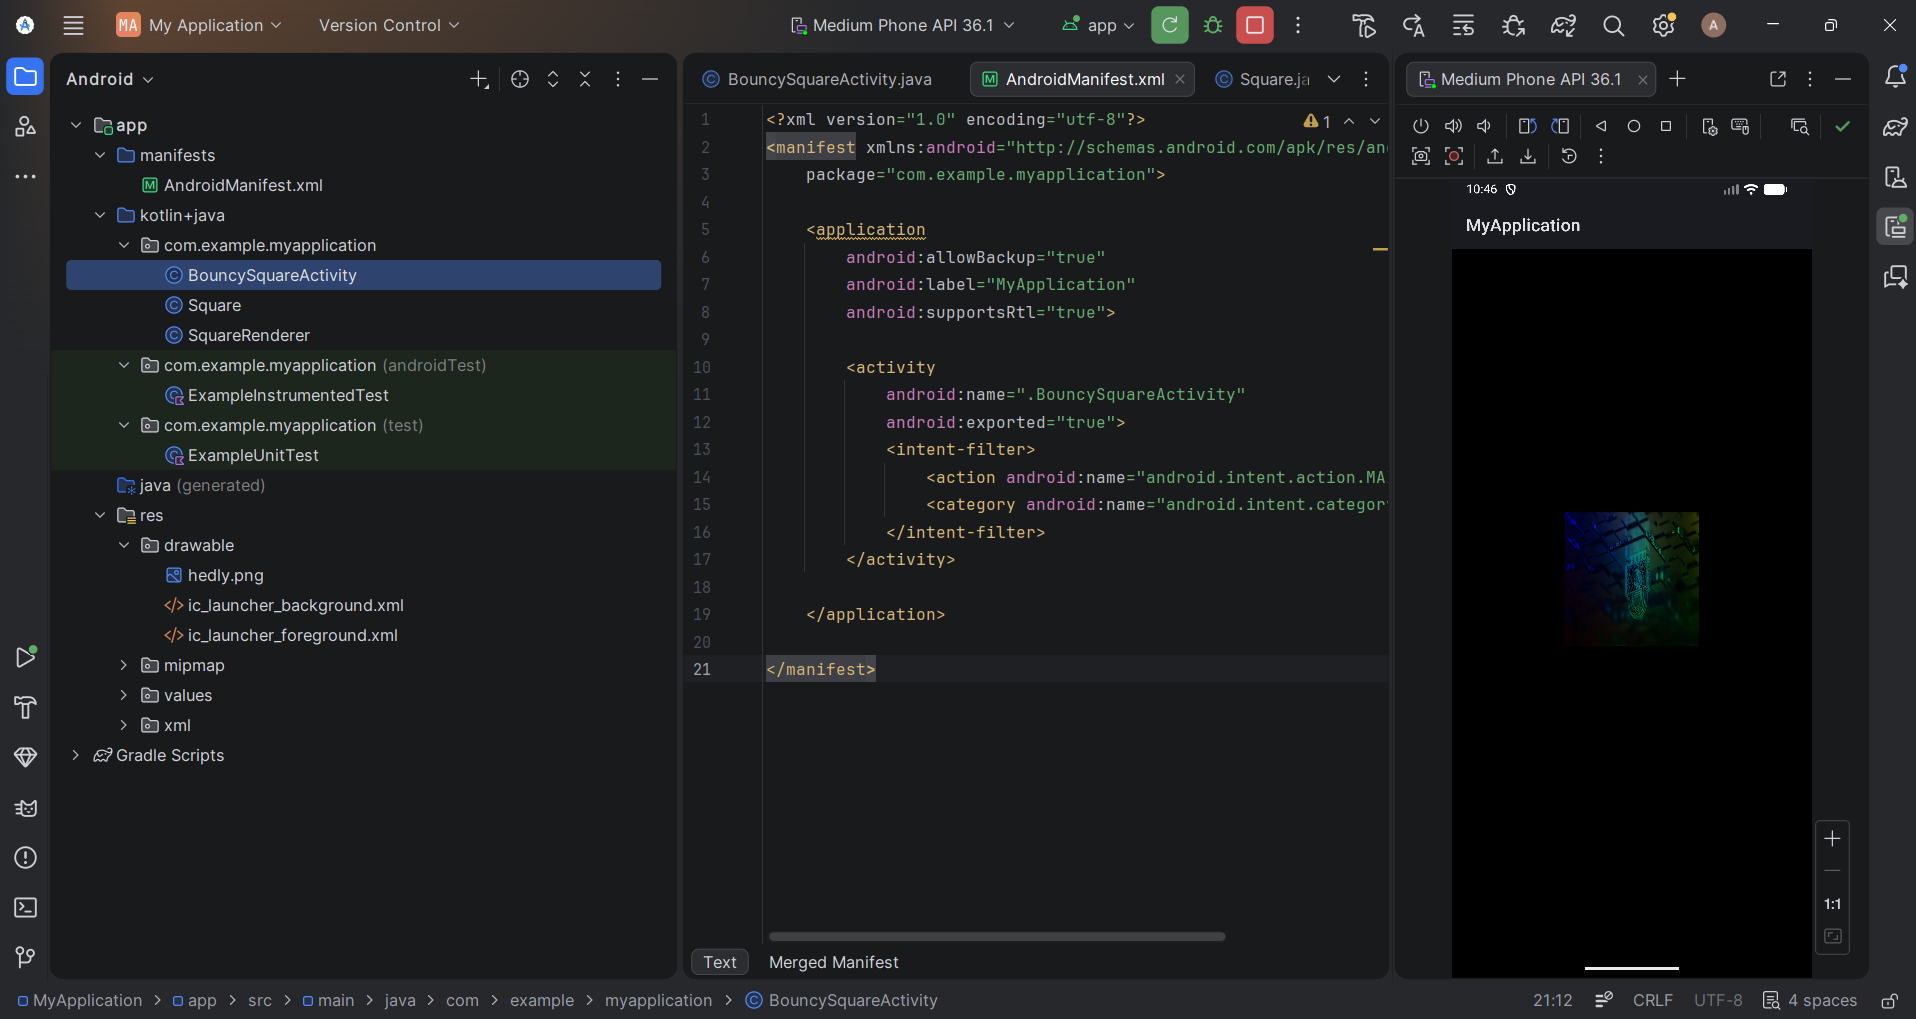 MA My Application
Version Control
Medium Phone API 36.1
app
A
Android
app
manifests
AndroidManifest.xml
kotlin+java
com.example.myapplication
BouncySquareActivity
Square
SquareRenderer
com.example.myapplication (androidTest)
ExampleInstrumentedTest
com.example.myapplication (test)
ExampleUnitTest
java (generated)
res
drawable
hedly.png
ic_launcher_background.xml
ic_launcher_foreground.xml
mipmap
values
xml
Gradle Scripts
BouncySquareActivity.java
AndroidManifest.xml
Square.ja
1 <?xml version="1.0" encoding="utf-8"?>
1
2 <manifest xmlns:android="http://schemas.android.com/apk/res/an
3 package="com.example.myapplication">
4
5 <application
6 android:allowBackup="true"
7 android:label="MyApplication"
8 android:supportsRtl="true">
9
10 <activity
11 android:name=".BouncySquareActivity"
12 android:exported="true">
13 <intent-filter>
14 <action android:name="android.intent.action.MA
15 <category android:name="android.intent.categor
16 </intent-filter>
17 </activity>
18
19 </application>
20
21 </manifest>
Text
Merged Manifest
Medium Phone API 36.1
10:46
MyApplication
1:1
MyApplication > app > src > main > java > com > example > myapplication > BouncySquareActivity
21:12
CRLF
UTF-8
4 spaces